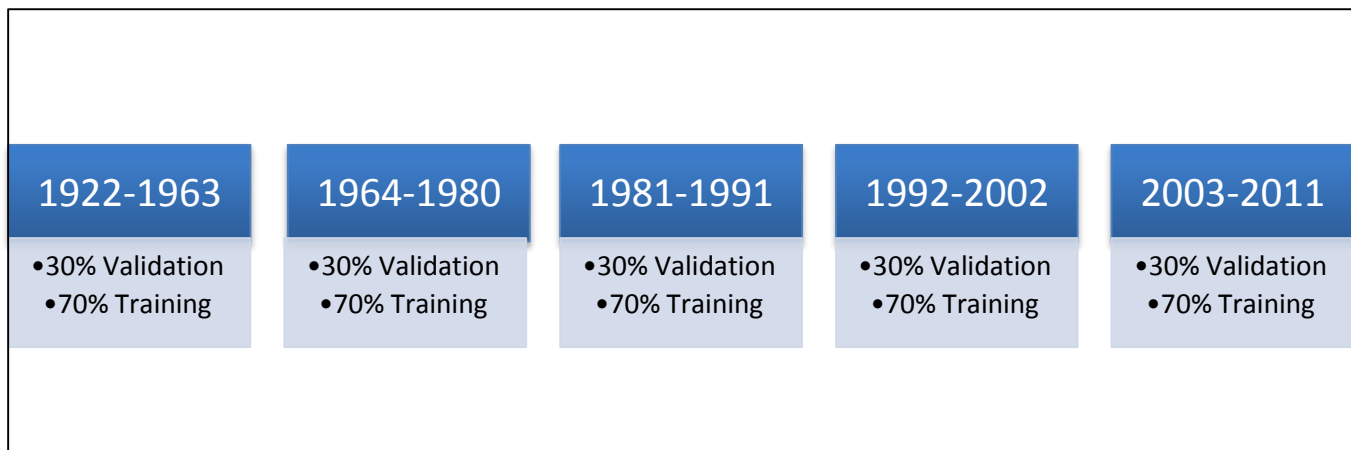 1922-1963
•30% Validation
•70% Training
1964-1980
•30% Validation
•70% Training
1981-1991
•30% Validation
•70% Training
1992-2002
•30% Validation
•70% Training
2003-2011
•30% Validation
•70% Training